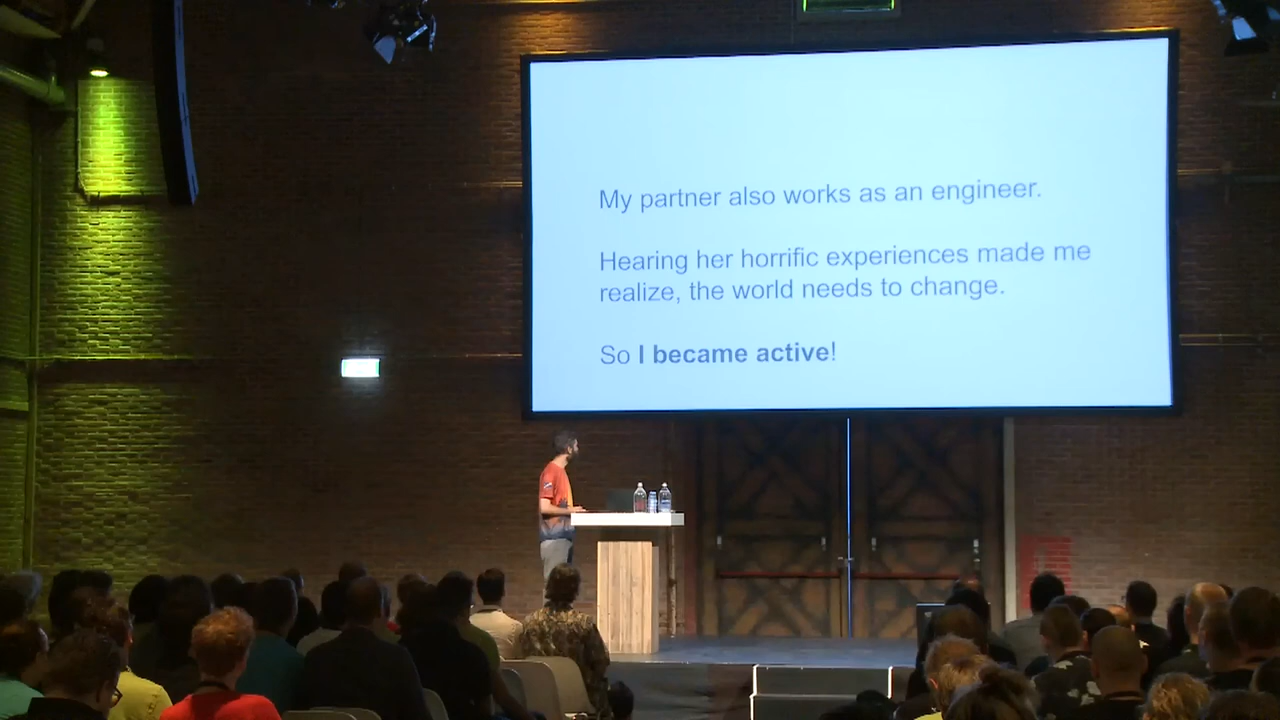 My partner also works as an engineer.
Hearing her horrific experiences made me
realize, the world needs to change.
So I became active!